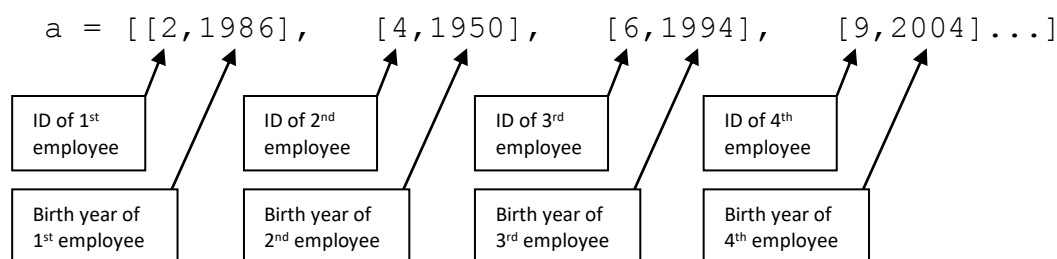 a = [[2,1986], [4,1950], [6,1994], [9,2004]...]
ID of 1st
employee
ID of 2nd
employee
ID of 3rd
employee
ID of 4th
employee
Birth year of
1st employee
Birth year of
2nd employee
Birth year of
3rd employee
Birth year of
4th employee